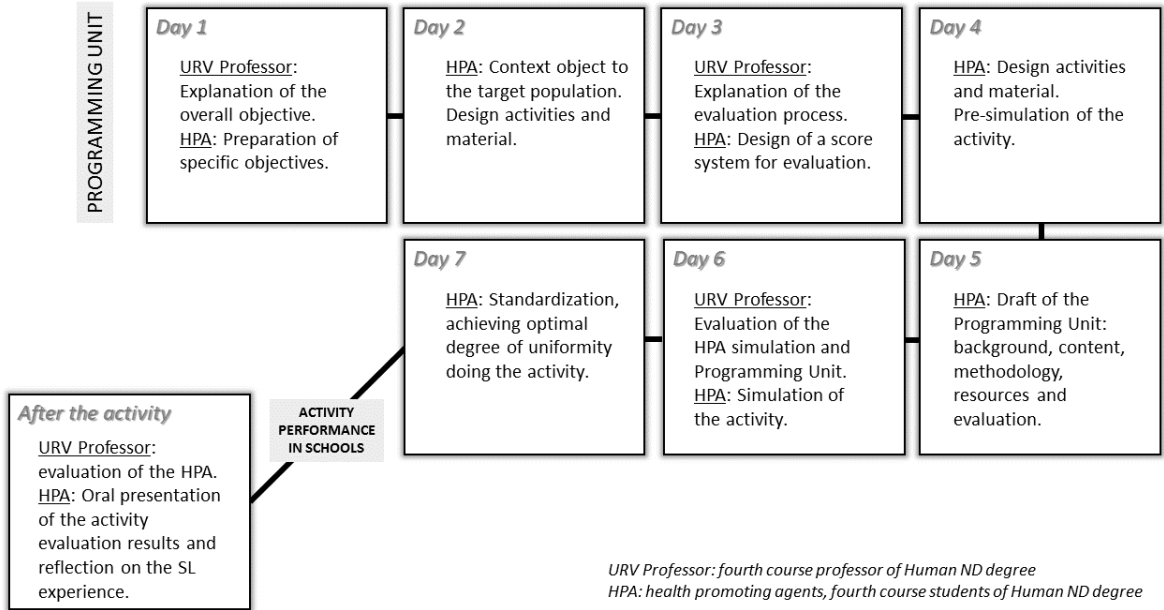 PROGRAMMING UNIT
Day 1
URV Professor:
Explanation of the
overall objective.
HPA: Preparation of
specific objectives.
Day 2
HPA: Context object to
the target population.
Design activities and
material.
Day 3
URV Professor:
Explanation of the
evaluation process.
HPA: Design of a score
system for evaluation.
Day 4
HPA: Design activities
and material.
Pre-simulation of the
activity.
Day 5
HPA: Draft of the
Programming Unit:
background, content,
methodology,
resources and
evaluation.
Day 6
URV Professor:
Evaluation of the
HPA simulation and
Programming Unit.
HPA: Simulation of
the activity.
Day 7
HPA: Standardization,
achieving optimal
degree of uniformity
doing the activity.
ACTIVITY
PERFORMANCE
IN SCHOOLS
After the activity
URV Professor:
evaluation of the HPA.
HPA: Oral presentation
of the activity
evaluation results and
reflection on the SL
experience.
URV Professor: fourth course professor of Human ND degree
HPA: health promoting agents, fourth course students of Human ND degree